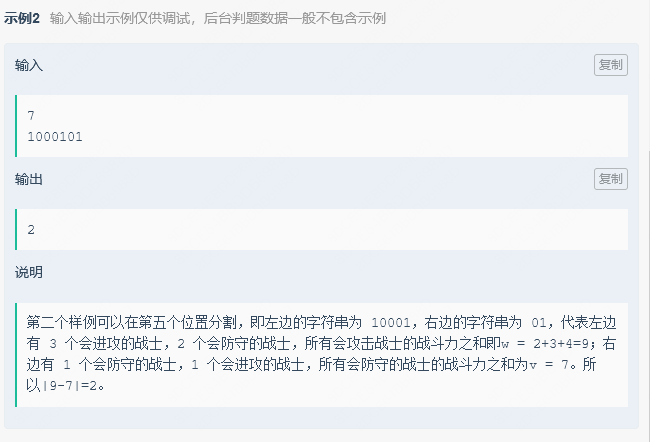 示例2 输入输出示例仅供调试，后台判题数据一般不包含示例
输入
复制
7
1000101
输出
复制
2
说明
第二个样例可以在第五个位置分割，即左边的字符串为 10001，右边的字符串为 01，代表左边
有 3 个会进攻的战士，2 个会防守的战士，所有会攻击战士的战斗力之和即w = 2+3+4=9；右
边有 1 个会防守的战士，1 个会进攻的战士，所有会防守的战士的战斗力之和为v = 7。所
以|9-7|=2。